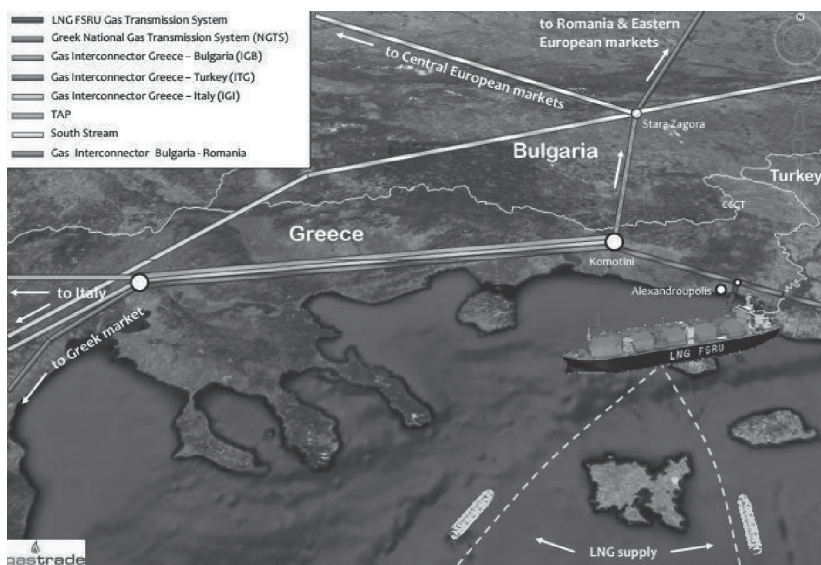 LNG FSRU Gas Transmission System
Greek National Gas Transmission System (NGTS)
Gas Interconnector Greece – Bulgaria (IGB)
Gas Interconnector Greece – Turkey (ITG)
Gas Interconnector Greece – Italy (IGI)
TAP
South Stream
Gas Interconnector Bulgaria - Romania
to Romania & Eastern
European markets
to Central European markets
Stara Zagora
Bulgaria
Turkey
Greece
Komotini
Alexandroupolis
to Italy
to Greek market
LNG FSRU
LNG supply
gastrade